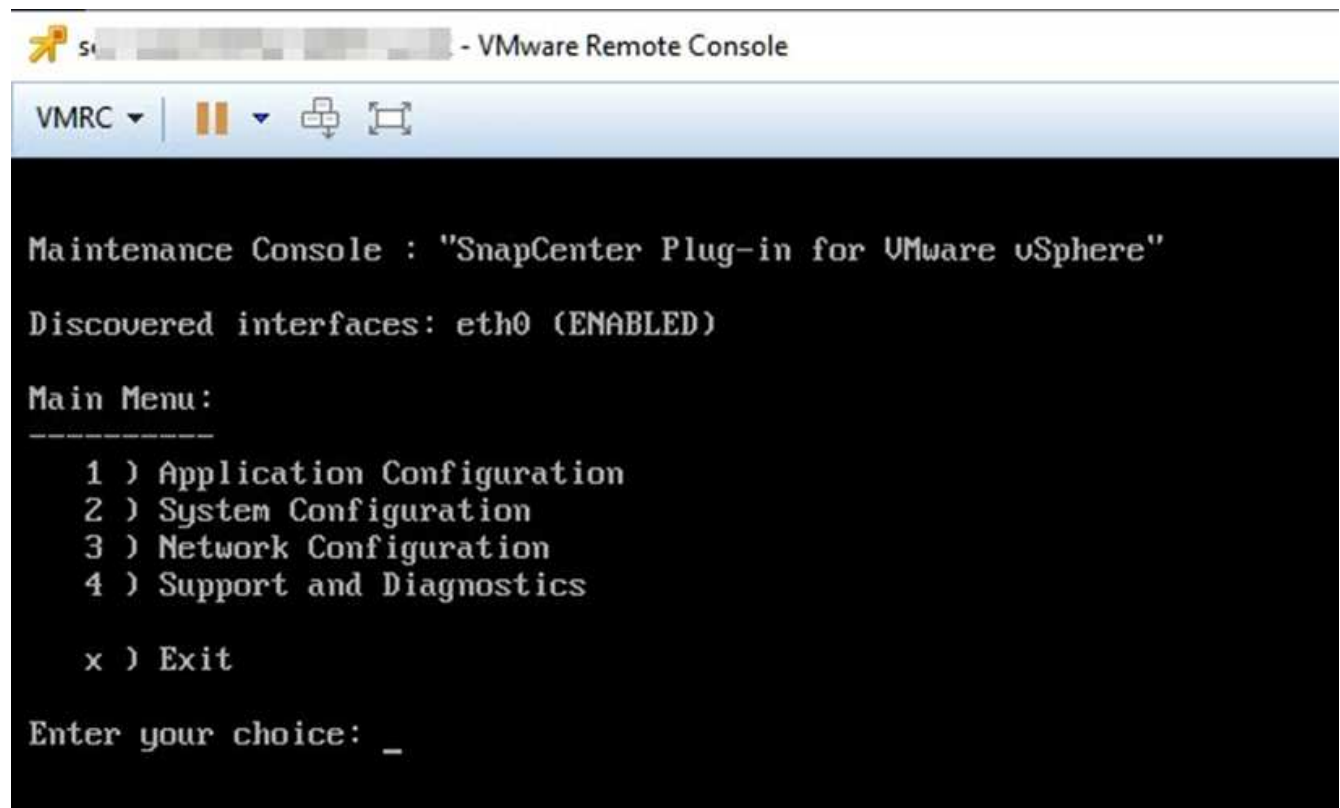 - VMware Remote Console
VMRC
Maintenance Console : "SnapCenter Plug-in for VMware vSphere"
Discovered interfaces: eth0 (ENABLED)
Main Menu:
----------
1 ) Application Configuration
2 ) System Configuration
3 ) Network Configuration
4 ) Support and Diagnostics
x ) Exit
Enter your choice: _